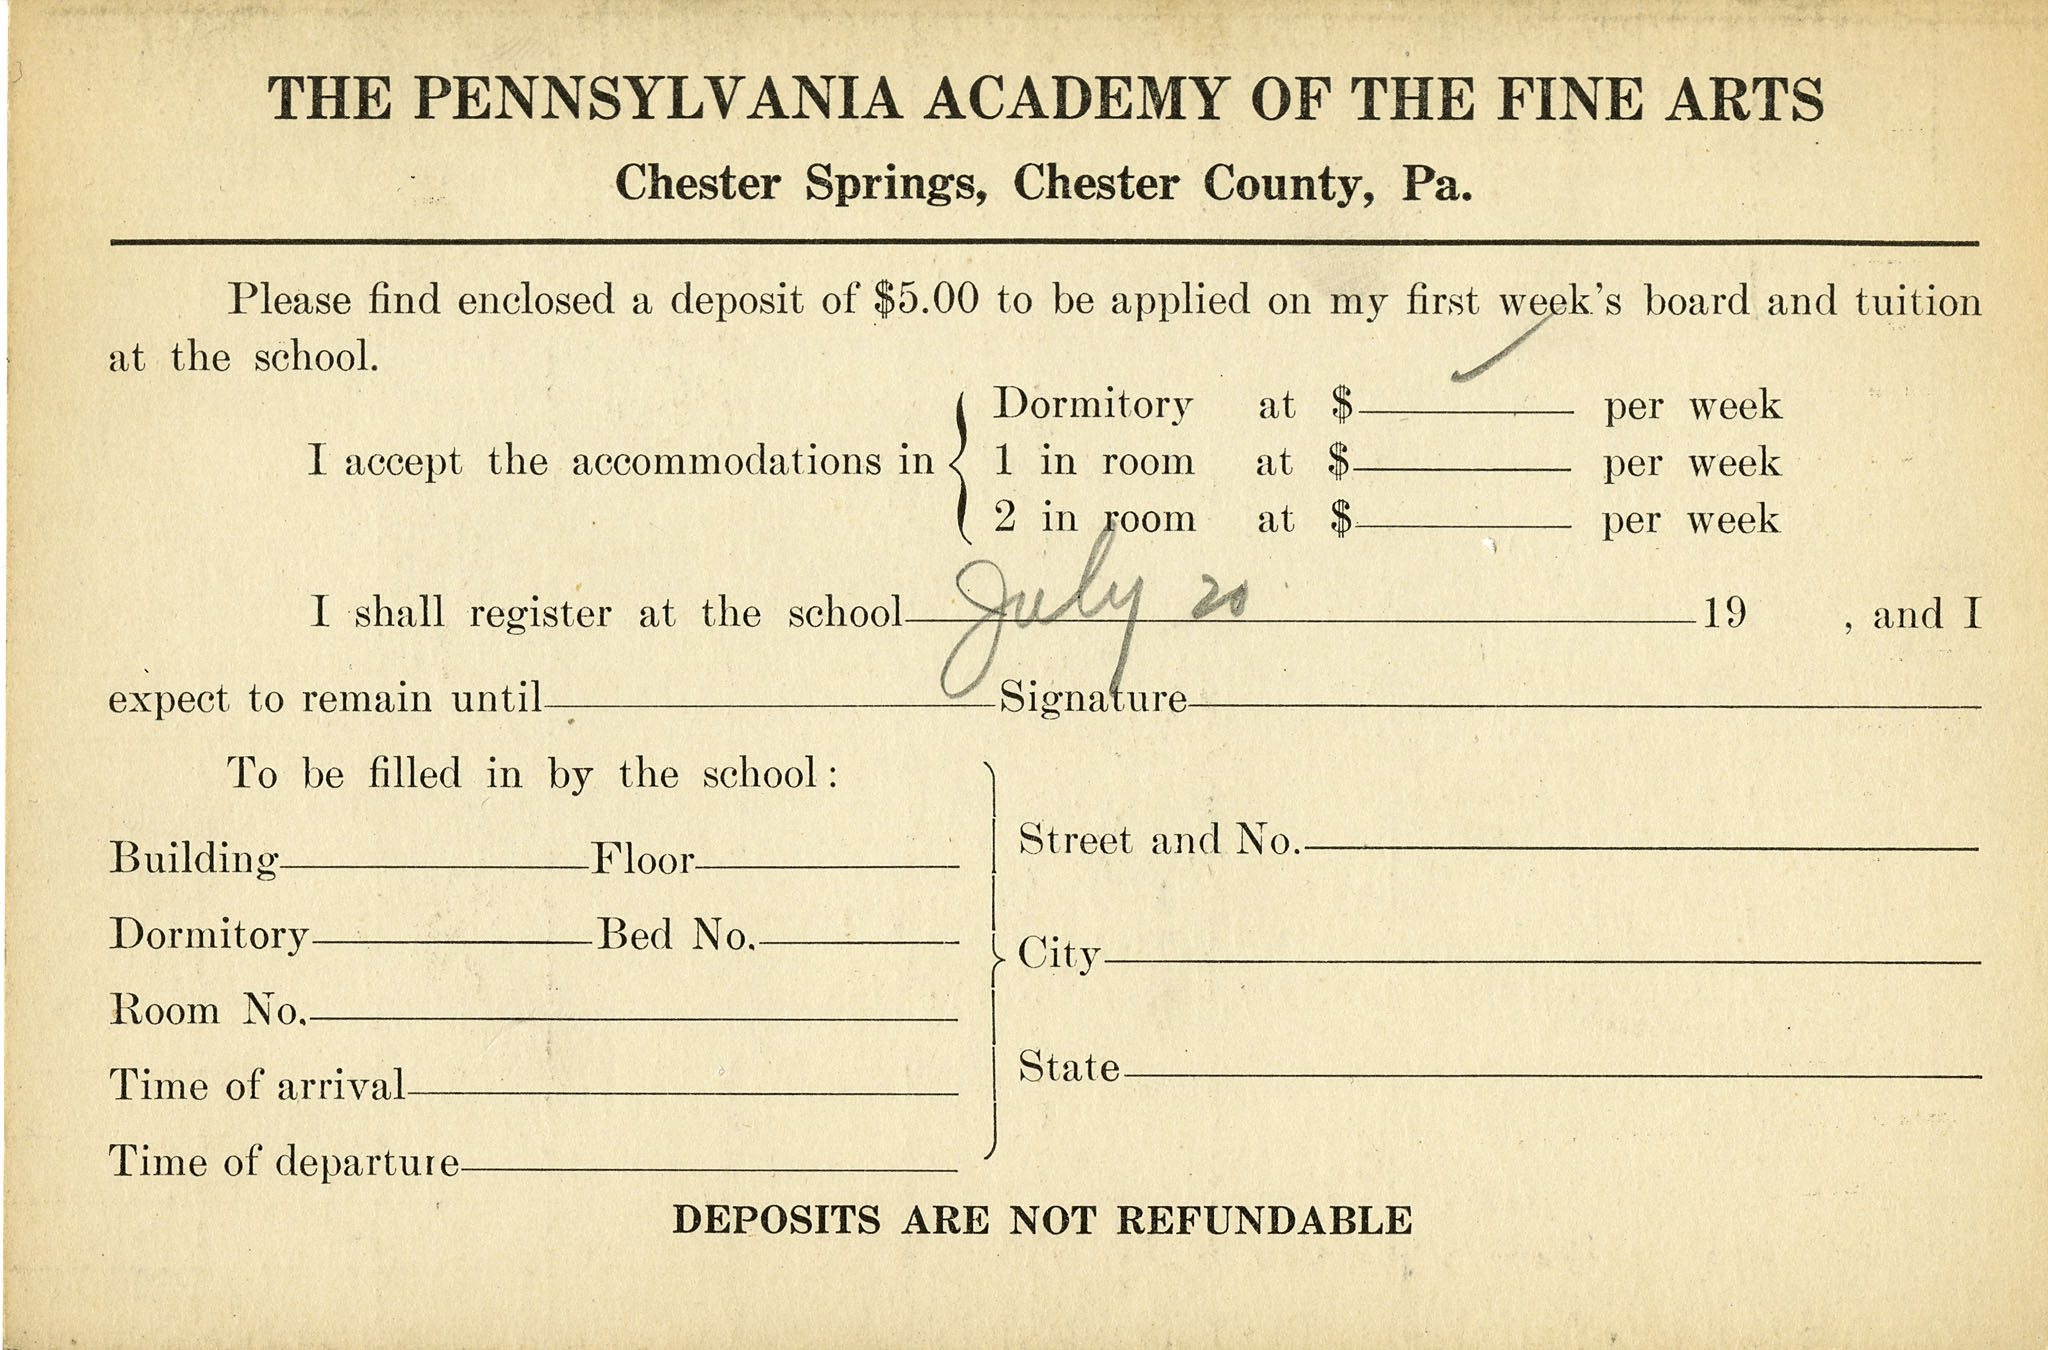 THE PENNSYLVANIA ACADEMY OF THE FINE ARTS
Chester Springs, Chester County, Pa.
Please find enclosed a deposit of $5.00 to be applied on my first week's board and tuition
at the school.
Dormitory at $ per week
I accept the accommodations in 1 in room at $ per week
2 in room at $ per week
I shall register at the school July 20 19 , and I
expect to remain until Signature
To be filled in by the school:
Building Floor
Street and No.
Dormitory Bed No.
City
Room No.
State
Time of arrival
Time of departure
DEPOSITS ARE NOT REFUNDABLE